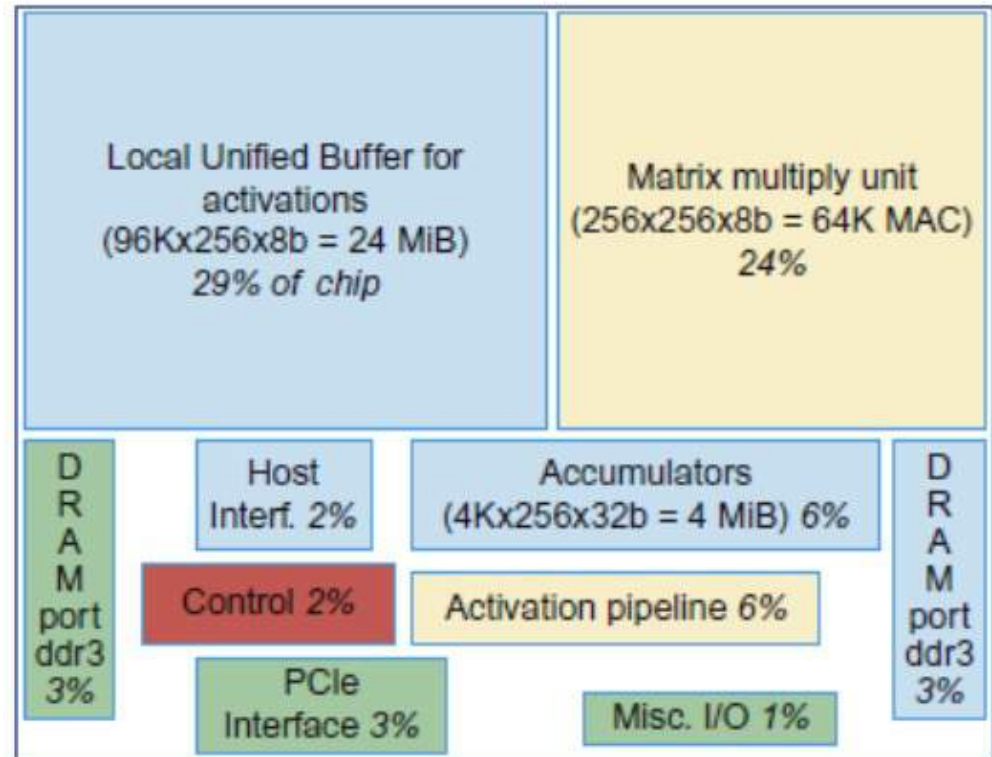 Local Unified Buffer for
activations
(96Kx256x8b = 24 MiB)
29% of chip
Matrix multiply unit
(256x256x8b = 64K MAC)
24%
D
R
A
M
port
ddr3
3%
Host
Interf. 2%
Accumulators
(4Kx256x32b = 4 MiB) 6%
D
R
A
M
port
ddr3
3%
Control 2%
Activation pipeline 6%
PCIe
Interface 3%
Misc. I/O 1%